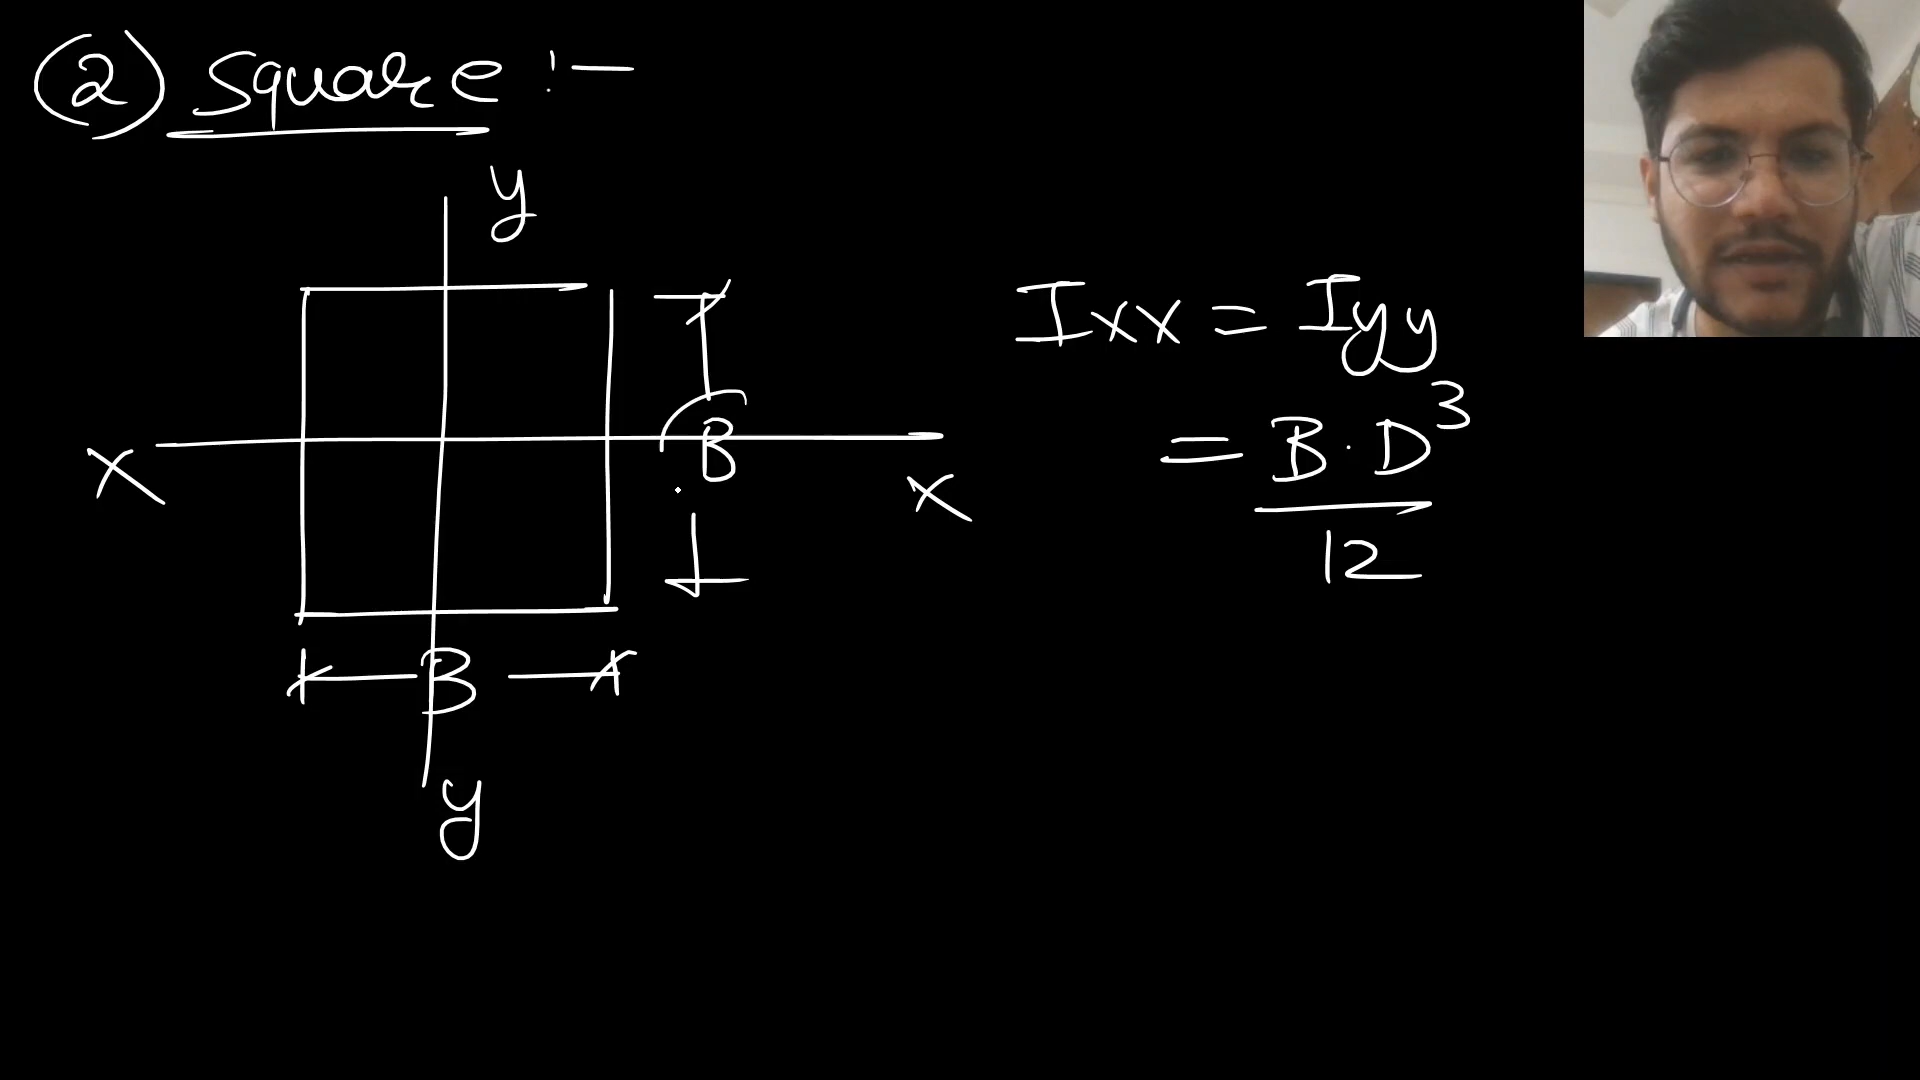 (2) Square :-
y
x
x
B
B
y
Ixx = Iyy
= B·D³
12